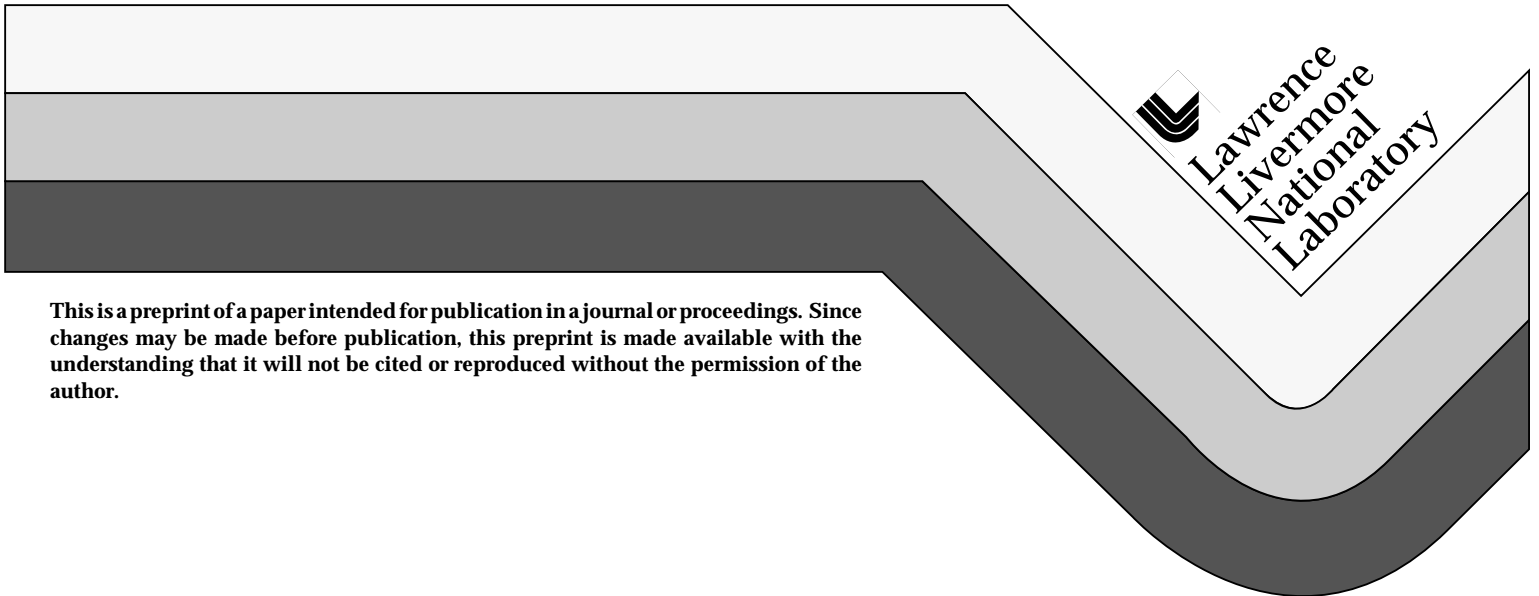 Lawrence
Livermore
National
Laboratory
This is a preprint of a paper intended for publication in a journal or proceedings. Since
changes may be made before publication, this preprint is made available with the
understanding that it will not be cited or reproduced without the permission of the
author.